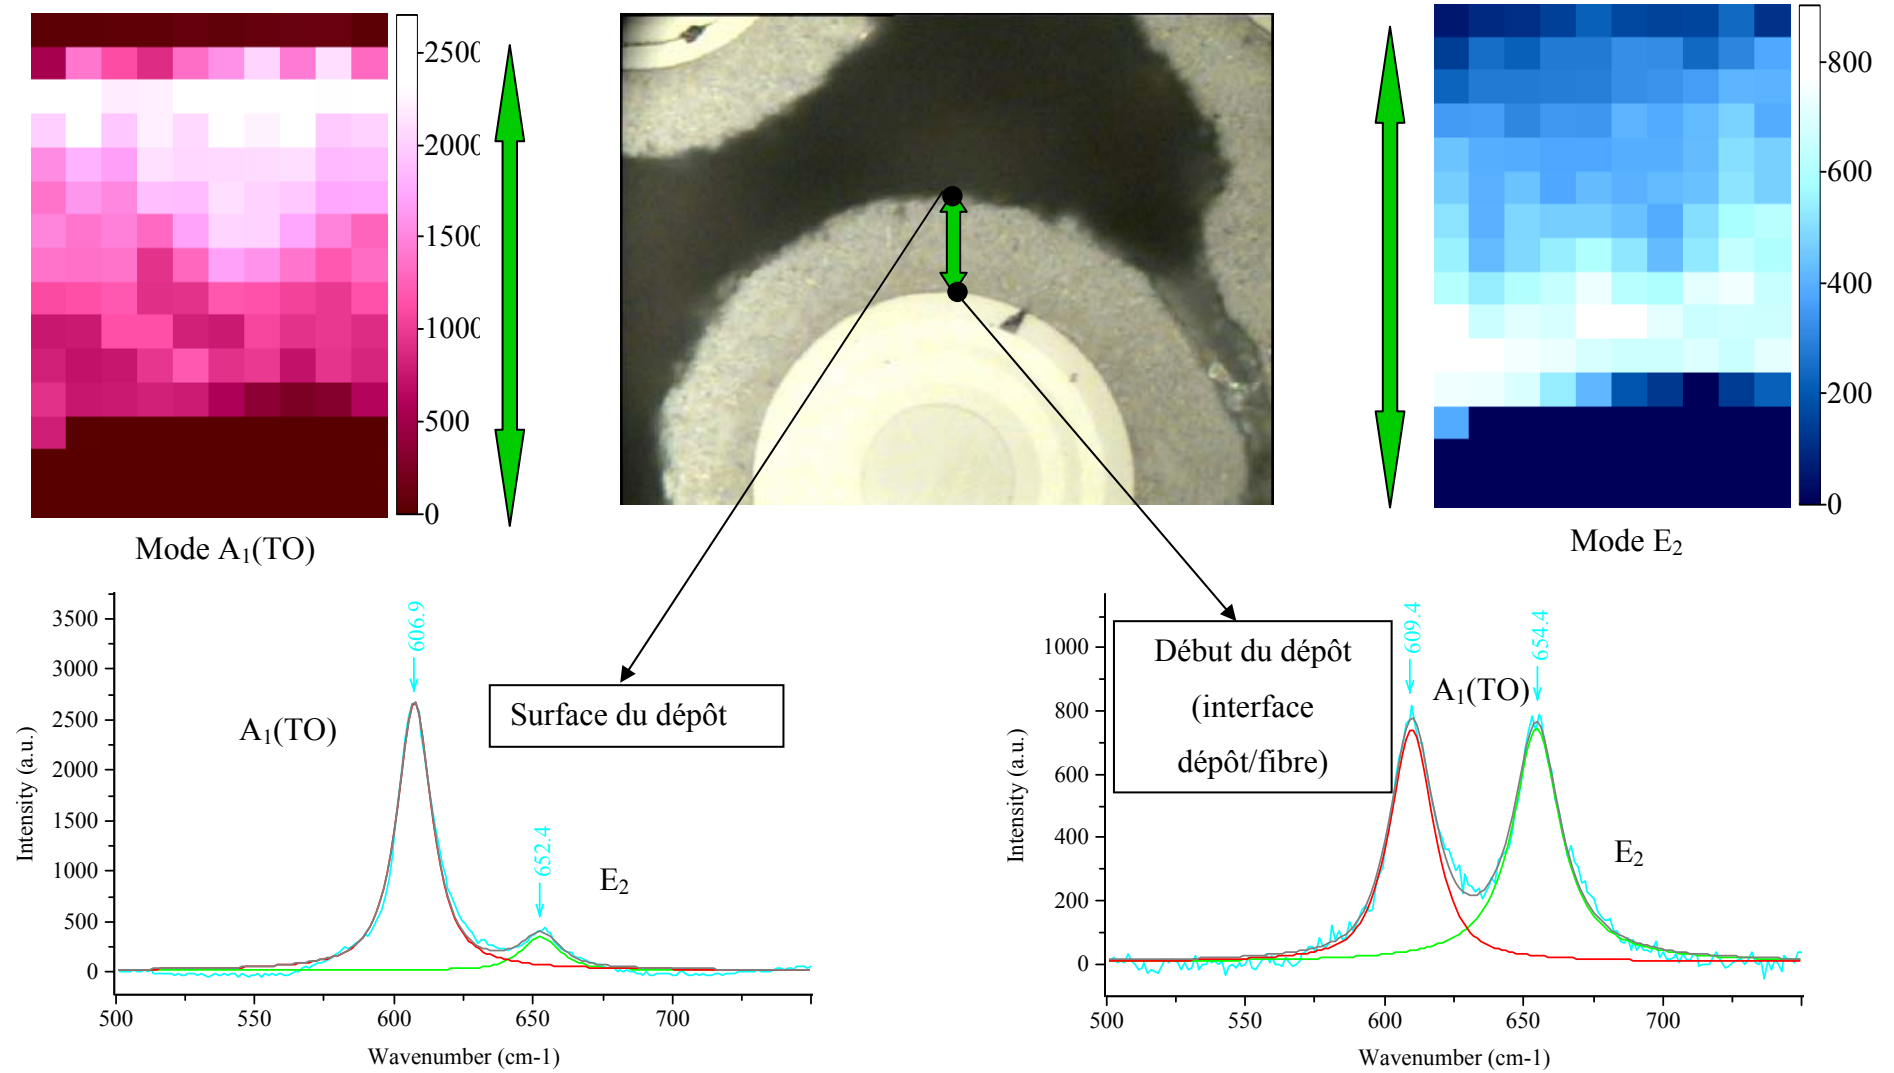 2500
2000
1500
1000
500
0
Mode A₁(TO)
800
600
400
200
0
Mode E₂
3500
3000
2500
2000
1500
1000
500
0
Intensity (a.u.)
606.9
A₁(TO)
652.4
E₂
500
550
600
650
700
Wavenumber (cm-1)
Surface du dépôt
Début du dépôt
(interface
dépôt/fibre)
1000
800
600
400
200
0
Intensity (a.u.)
609.4
A₁(TO)
654.4
E₂
500
550
600
650
700
Wavenumber (cm-1)